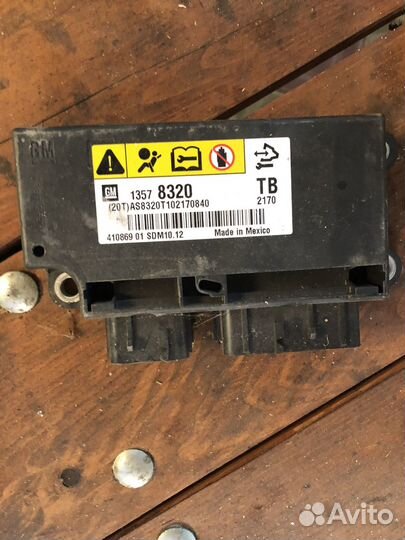 GM
GM 1357 8320 TB
(20T)AS8320T102170840 2170
410869 01 SDM10.12 Made in Mexico
Avito